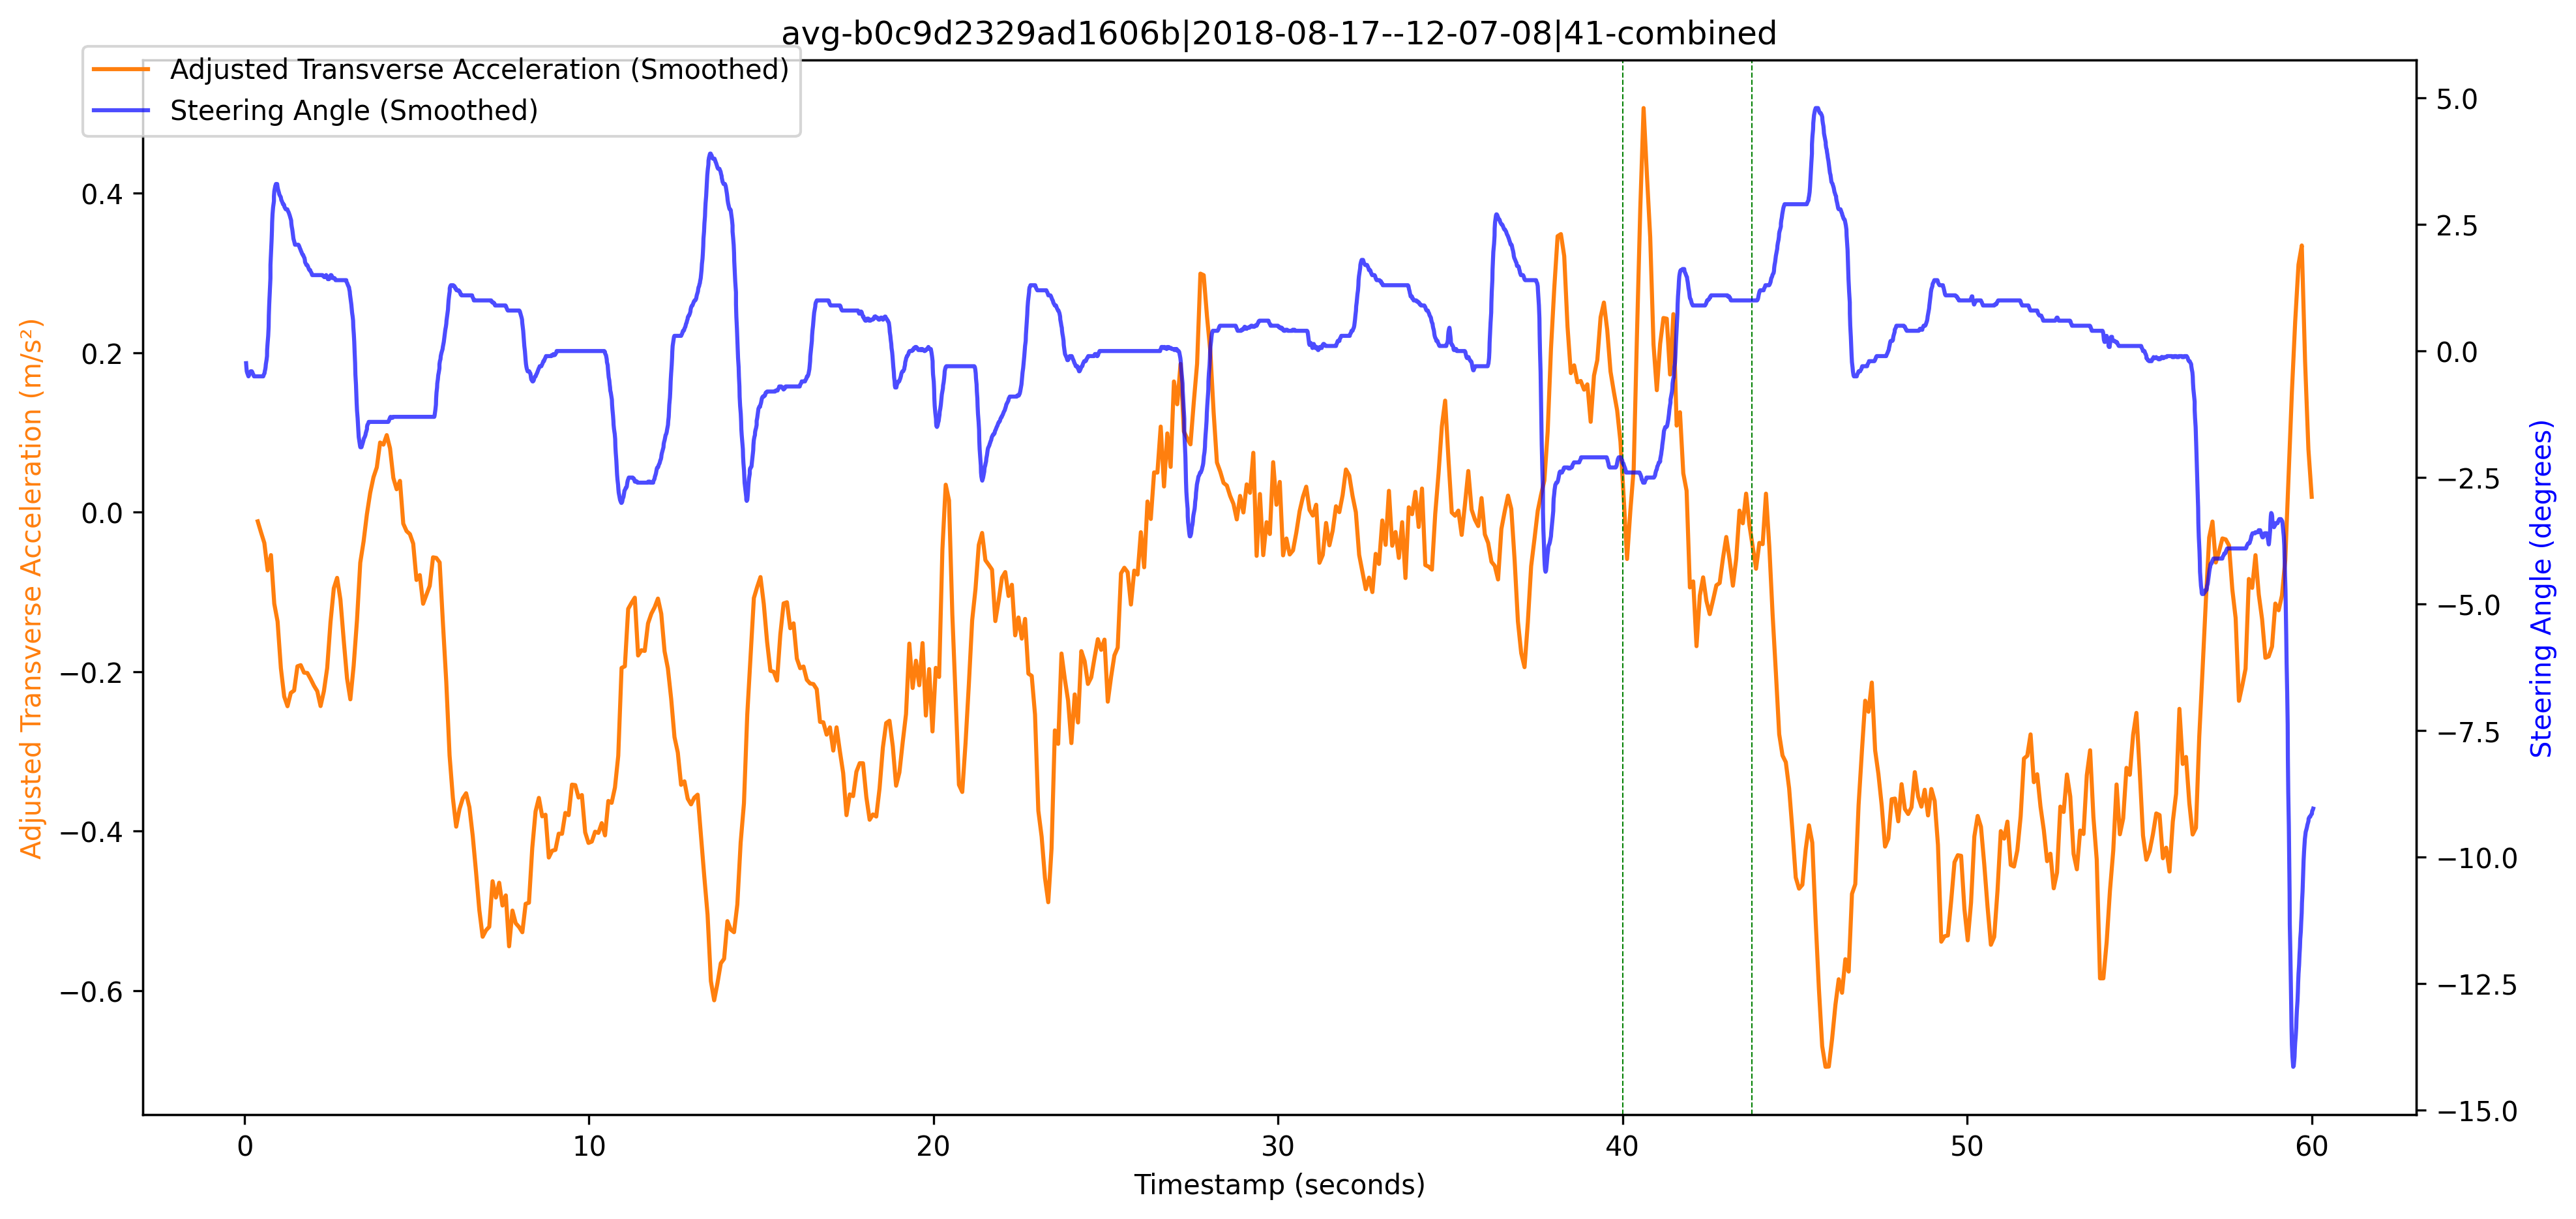 avg-b0c9d2329ad1606b|2018-08-17--12-07-08|41-combined
Adjusted Transverse Acceleration (Smoothed)
Steering Angle (Smoothed)
Adjusted Transverse Acceleration (m/s²)
0.4
0.2
0.0
−0.2
−0.4
−0.6
5.0
2.5
0.0
−2.5
−5.0
−7.5
−10.0
−12.5
−15.0
Steering Angle (degrees)
0 10 20 30 40 50 60
Timestamp (seconds)